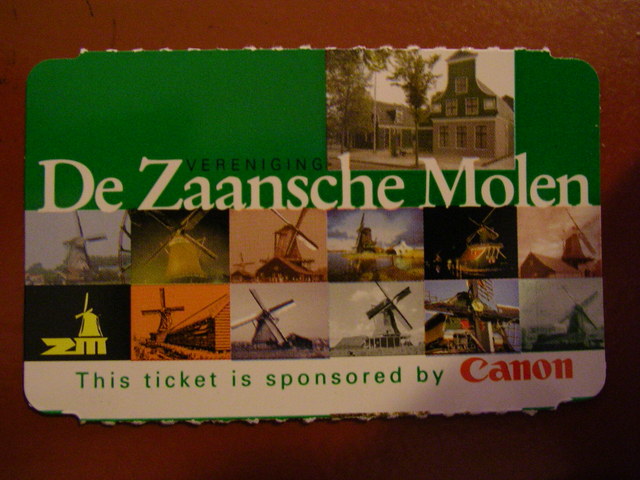 VERENIGING
De Zaansche Molen
ZM
This ticket is sponsored by Canon